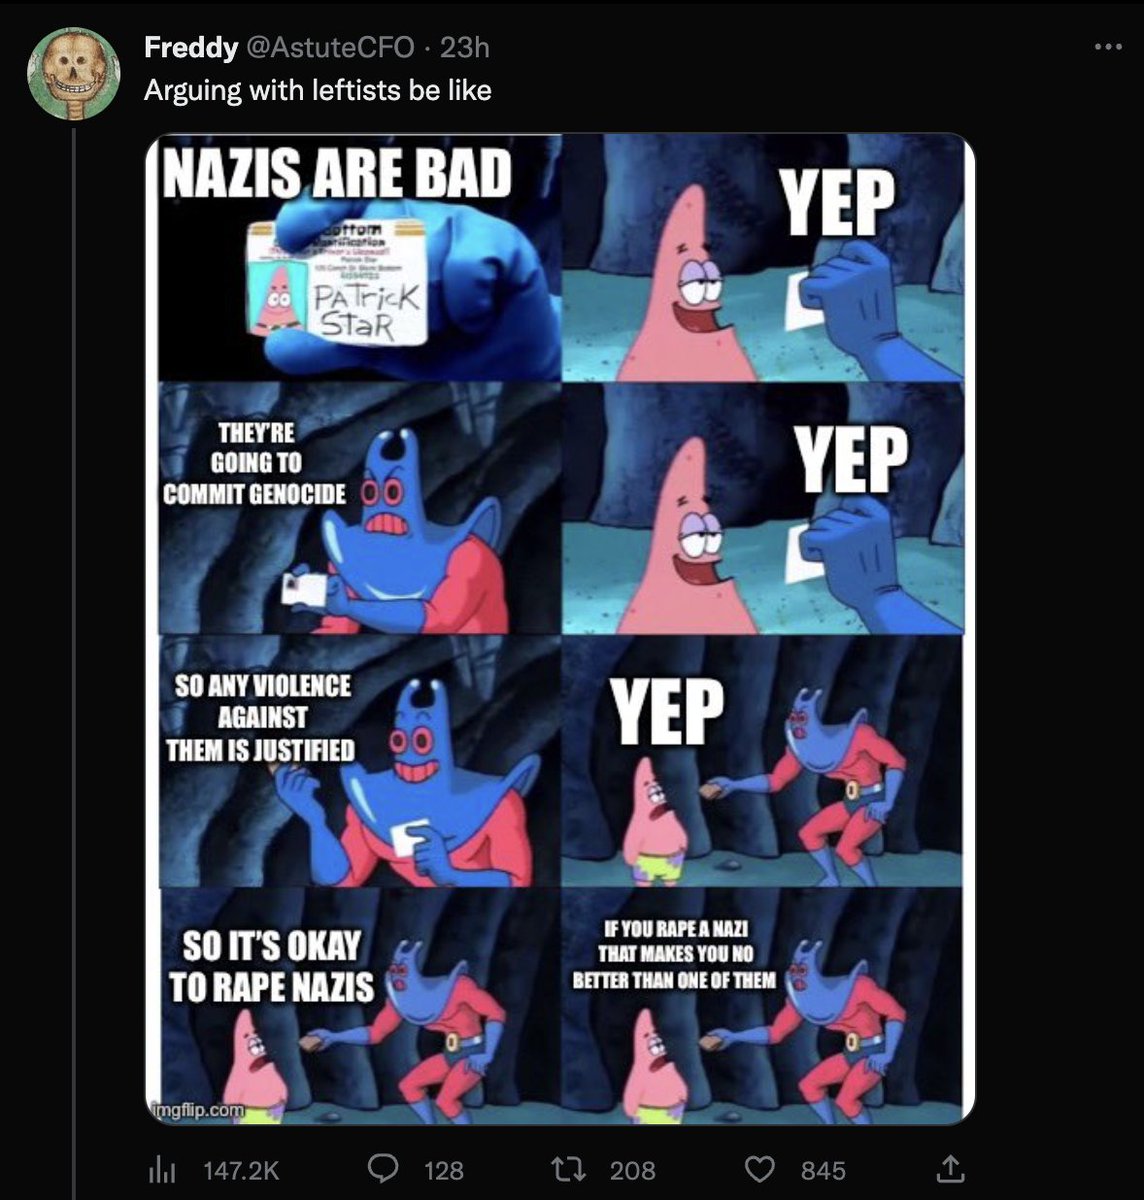 Freddy @AstuteCFO · 23h
Arguing with leftists be like
NAZIS ARE BAD
PATrick
StaR
YEP
THEY'RE
GOING TO
COMMIT GENOCIDE
YEP
SO ANY VIOLENCE
AGAINST
THEM IS JUSTIFIED
YEP
SO IT'S OKAY
TO RAPE NAZIS
IF YOU RAPE A NAZI
THAT MAKES YOU NO
BETTER THAN ONE OF THEM
imgflip.com
147.2K 128 208 845